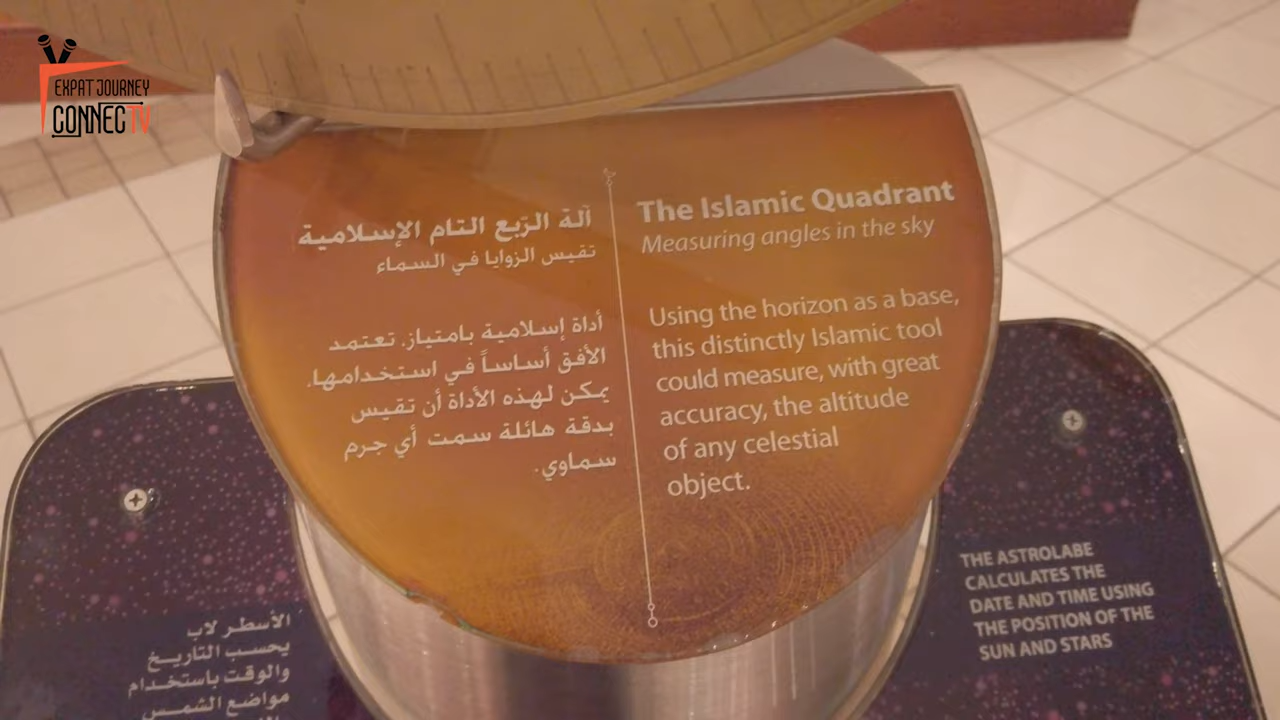 EXPAT JOURNEY
CONNECTV
آلة الرّبع التام الإسلامية
تقيس الزوايا في السماء
أداة إسلامية بامتياز. تعتمد
الأفق أساساً في استخدامها.
يمكن لهذه الأداة أن تقيس
بدقة هائلة سمت أي جرم
سماوي.
The Islamic Quadrant
Measuring angles in the sky
Using the horizon as a base,
this distinctly Islamic tool
could measure, with great
accuracy, the altitude
of any celestial
object.
الأسطرلاب
يحسب التاريخ
والوقت باستخدام
مواضع الشمس
THE ASTROLABE
CALCULATES THE
DATE AND TIME USING
THE POSITION OF THE
SUN AND STARS